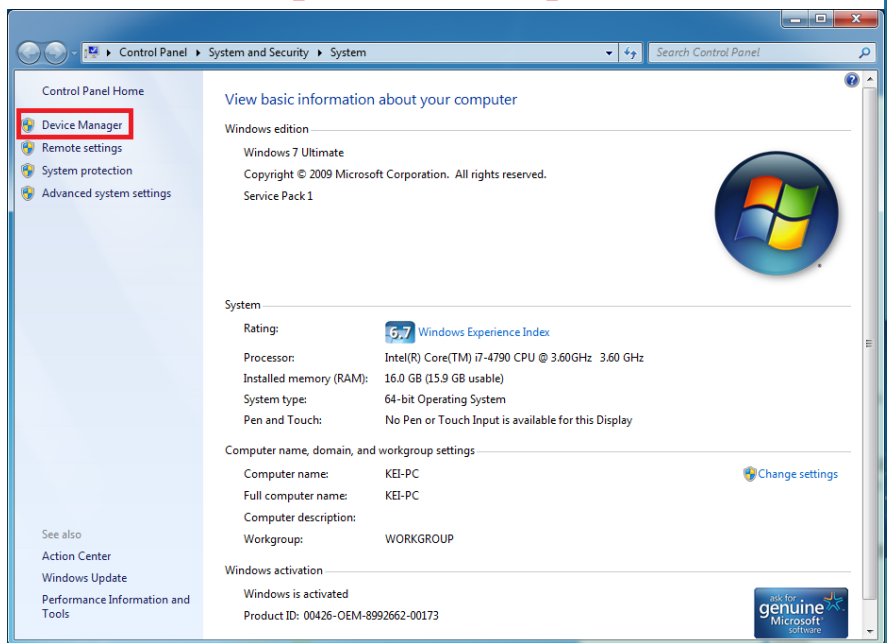 Control Panel ▸ System and Security ▸ System
Search Control Panel
Control Panel Home
Device Manager
Remote settings
System protection
Advanced system settings
See also
Action Center
Windows Update
Performance Information and
Tools
View basic information about your computer
Windows edition
Windows 7 Ultimate
Copyright © 2009 Microsoft Corporation. All rights reserved.
Service Pack 1
System
Rating:
6.7 Windows Experience Index
Processor: Intel(R) Core(TM) i7-4790 CPU @ 3.60GHz 3.60 GHz
Installed memory (RAM): 16.0 GB (15.9 GB usable)
System type: 64-bit Operating System
Pen and Touch: No Pen or Touch Input is available for this Display
Computer name, domain, and workgroup settings
Computer name: KEI-PC
Change settings
Full computer name: KEI-PC
Computer description:
Workgroup: WORKGROUP
Windows activation
Windows is activated
Product ID: 00426-OEM-8992662-00173
ask for
genuine
Microsoft
software